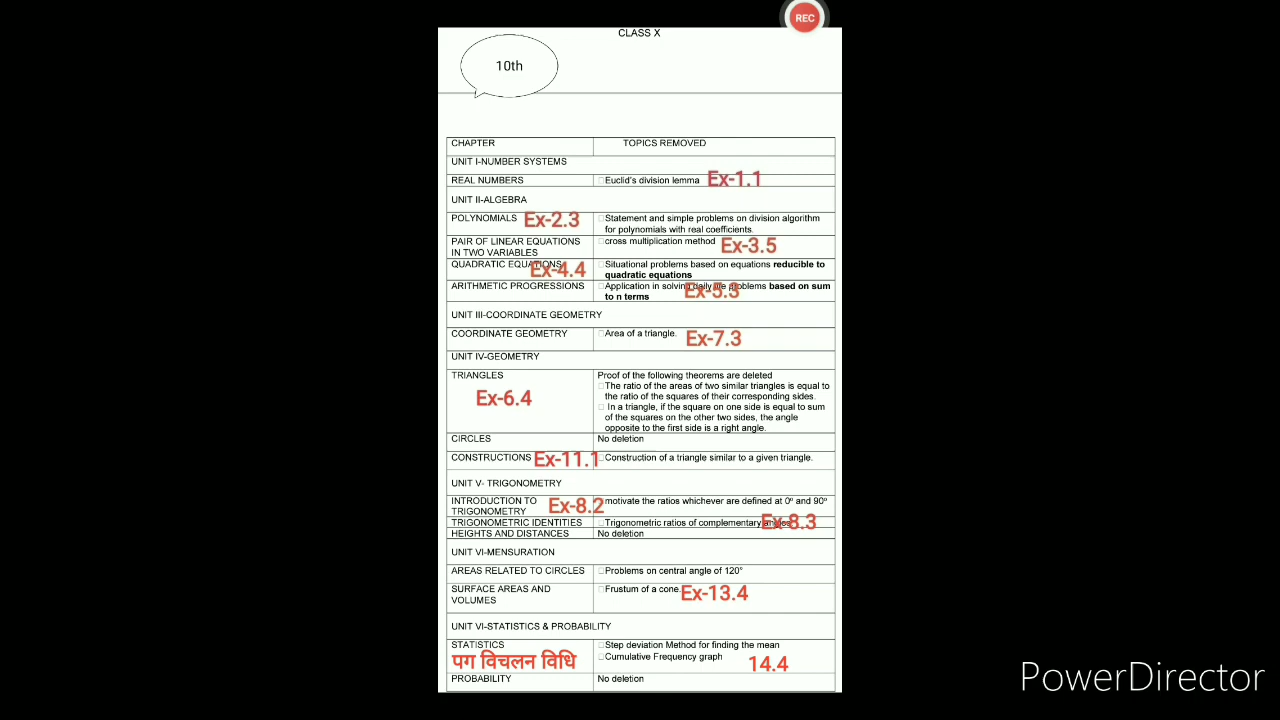 REC
CLASS X
10th
CHAPTER TOPICS REMOVED
UNIT I-NUMBER SYSTEMS
REAL NUMBERS Euclid's division lemma Ex-1.1
UNIT II-ALGEBRA
POLYNOMIALS Ex-2.3 Statement and simple problems on division algorithm
for polynomials with real coefficients.
PAIR OF LINEAR EQUATIONS cross multiplication method Ex-3.5
IN TWO VARIABLES
QUADRATIC EQUATIONS Ex-4.4 Situational problems based on equations reducible to
quadratic equations
ARITHMETIC PROGRESSIONS Application in solving daily life problems based on sum
to n terms Ex-5.3
UNIT III-COORDINATE GEOMETRY
COORDINATE GEOMETRY Area of a triangle. Ex-7.3
UNIT IV-GEOMETRY
TRIANGLES Proof of the following theorems are deleted
Ex-6.4 The ratio of the areas of two similar triangles is equal to
the ratio of the squares of their corresponding sides.
In a triangle, if the square on one side is equal to sum
of the squares on the other two sides, the angle
opposite to the first side is a right angle.
CIRCLES No deletion
CONSTRUCTIONS Ex-11.1 Construction of a triangle similar to a given triangle.
UNIT V- TRIGONOMETRY
INTRODUCTION TO Ex-8.2 motivate the ratios whichever are defined at 0º and 90º
TRIGONOMETRY
TRIGONOMETRIC IDENTITIES Trigonometric ratios of complementary angles Ex-8.3
HEIGHTS AND DISTANCES No deletion
UNIT VI-MENSURATION
AREAS RELATED TO CIRCLES Problems on central angle of 120°
SURFACE AREAS AND Frustum of a cone. Ex-13.4
VOLUMES
UNIT VI-STATISTICS & PROBABILITY
STATISTICS Step deviation Method for finding the mean
पग विचलन विधि Cumulative Frequency graph 14.4
PROBABILITY No deletion
PowerDirector